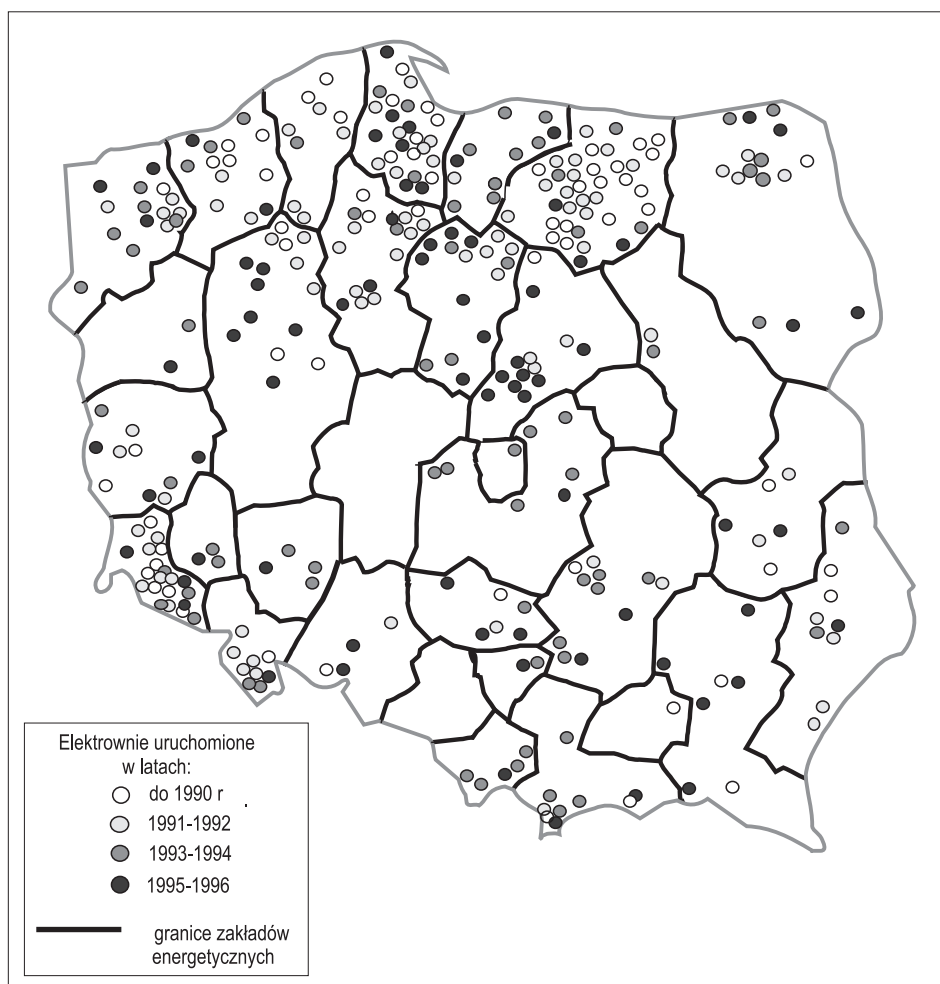 Elektrownie uruchomione
w latach:
do 1990 r .
1991-1992
1993-1994
1995-1996
granice zakładów
energetycznych